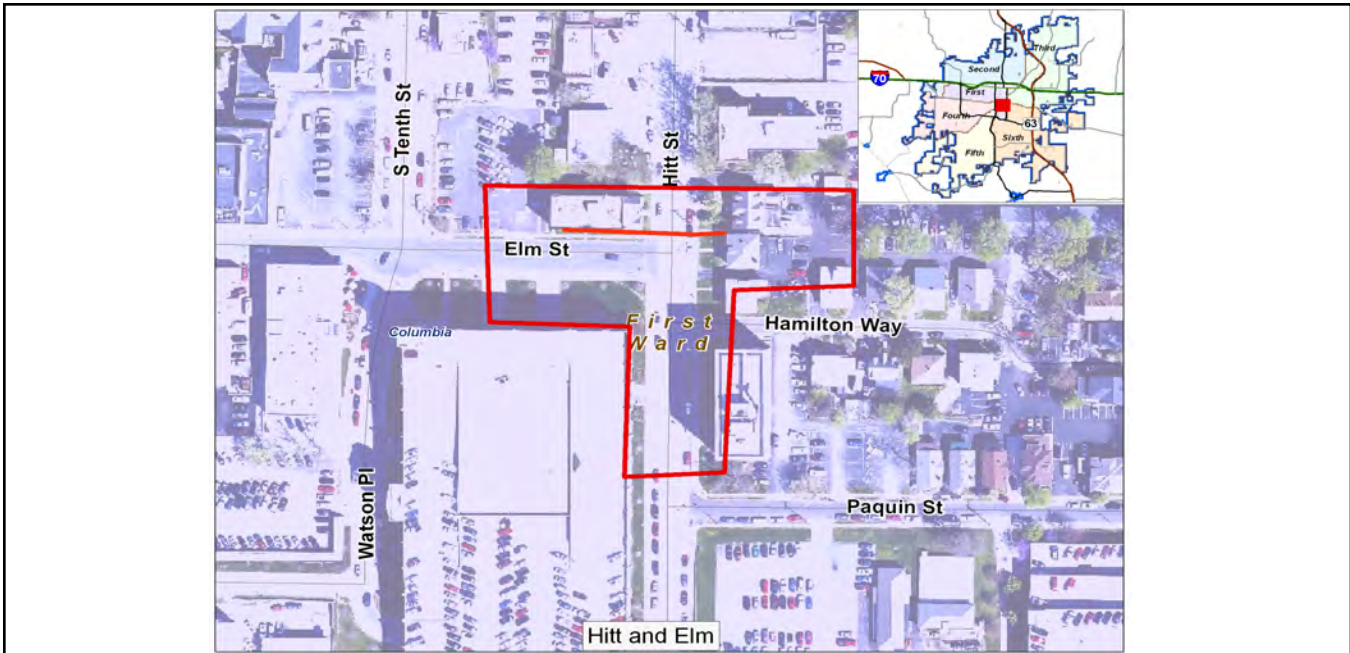 Third
Second
70
First
Fourth
63
Sixth
Fifth
S Tenth St
Hitt St
Elm St
First
Ward
Hamilton Way
Columbia
Watson Pl
Paquin St
Hitt and Elm